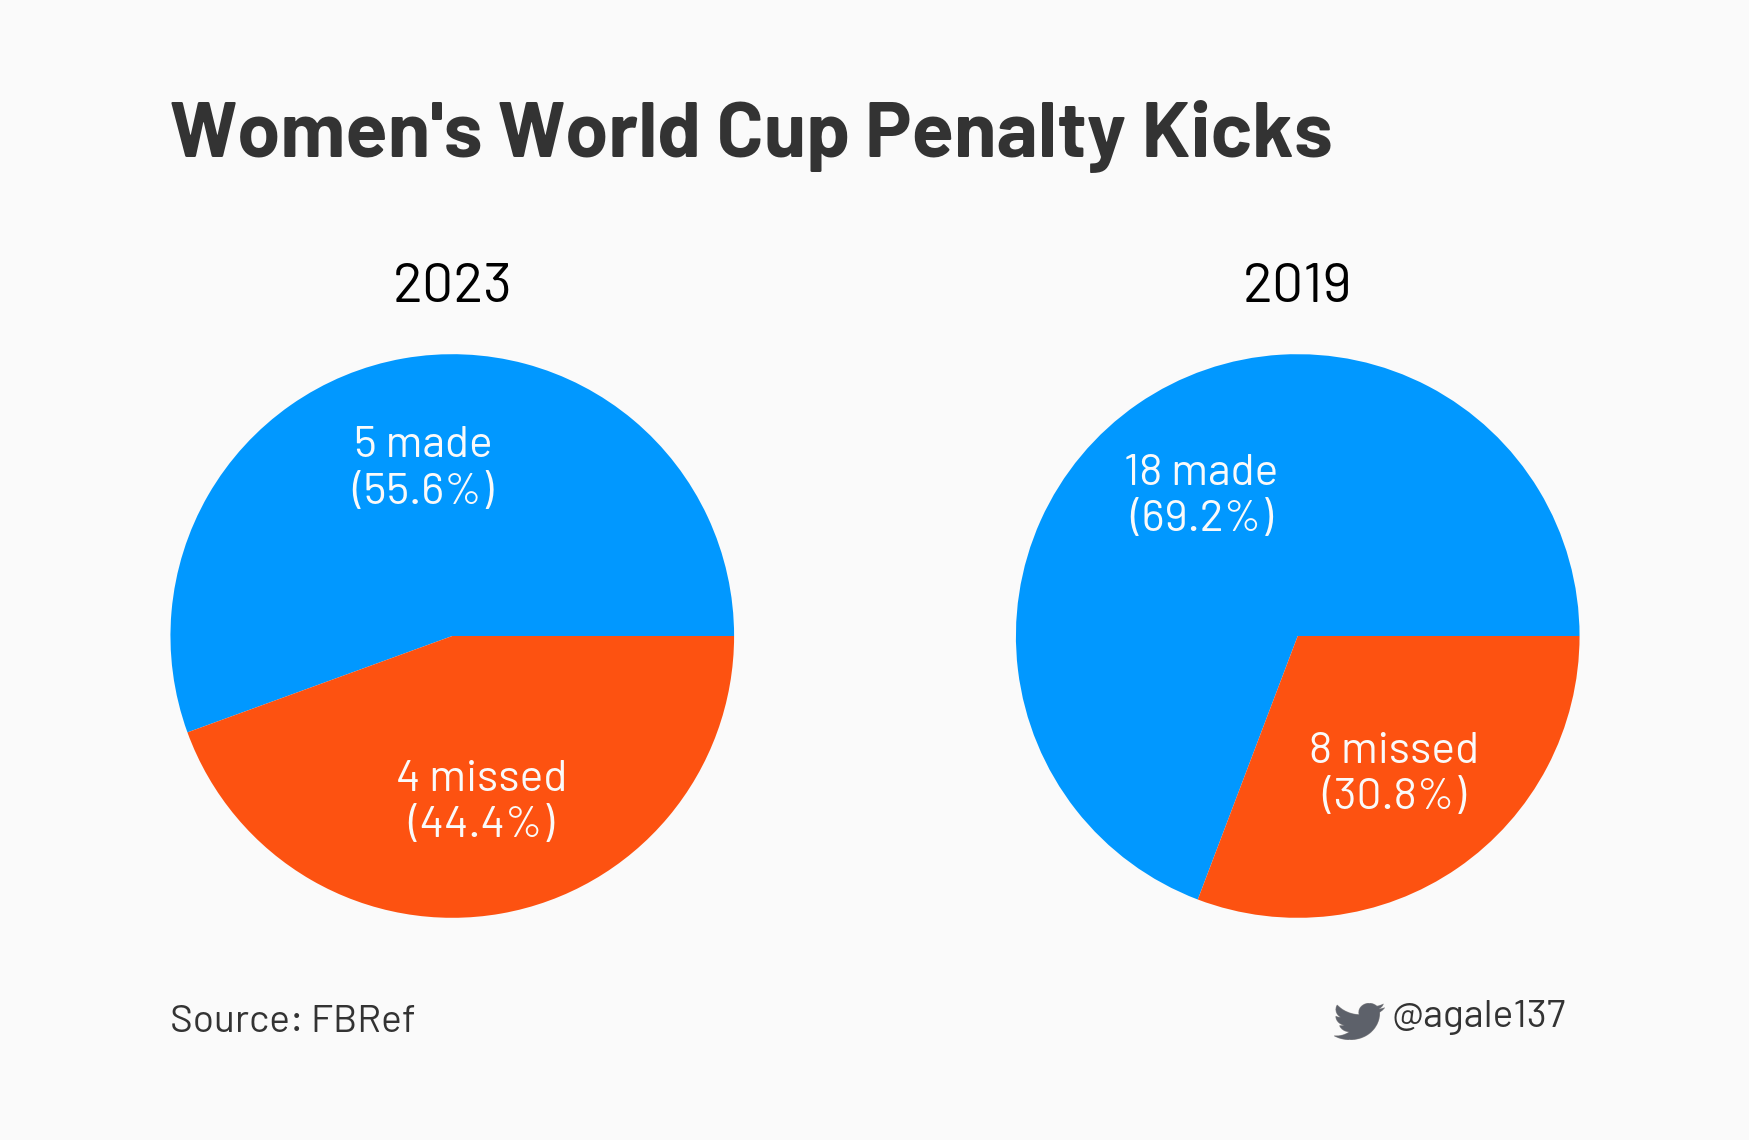 Women's World Cup Penalty Kicks
2023
2019
5 made
(55.6%)
4 missed
(44.4%)
18 made
(69.2%)
8 missed
(30.8%)
Source: FBRef
@agale137